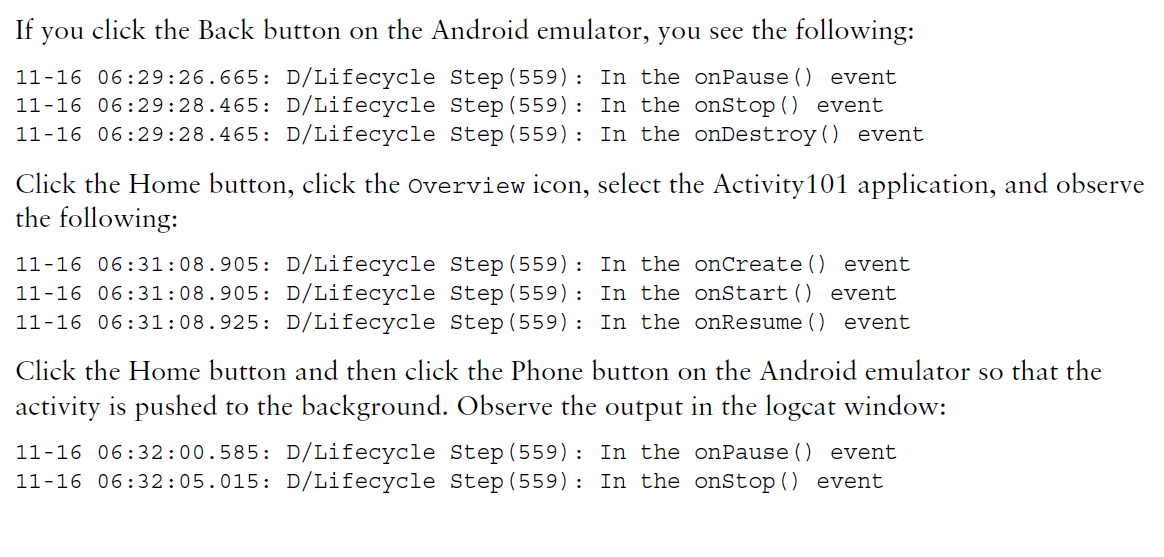 If you click the Back button on the Android emulator, you see the following:
11-16 06:29:26.665: D/Lifecycle Step(559): In the onPause() event
11-16 06:29:28.465: D/Lifecycle Step(559): In the onStop() event
11-16 06:29:28.465: D/Lifecycle Step(559): In the onDestroy() event
Click the Home button, click the Overview icon, select the Activity101 application, and observe
the following:
11-16 06:31:08.905: D/Lifecycle Step(559): In the onCreate() event
11-16 06:31:08.905: D/Lifecycle Step(559): In the onStart() event
11-16 06:31:08.925: D/Lifecycle Step(559): In the onResume() event
Click the Home button and then click the Phone button on the Android emulator so that the
activity is pushed to the background. Observe the output in the logcat window:
11-16 06:32:00.585: D/Lifecycle Step(559): In the onPause() event
11-16 06:32:05.015: D/Lifecycle Step(559): In the onStop() event